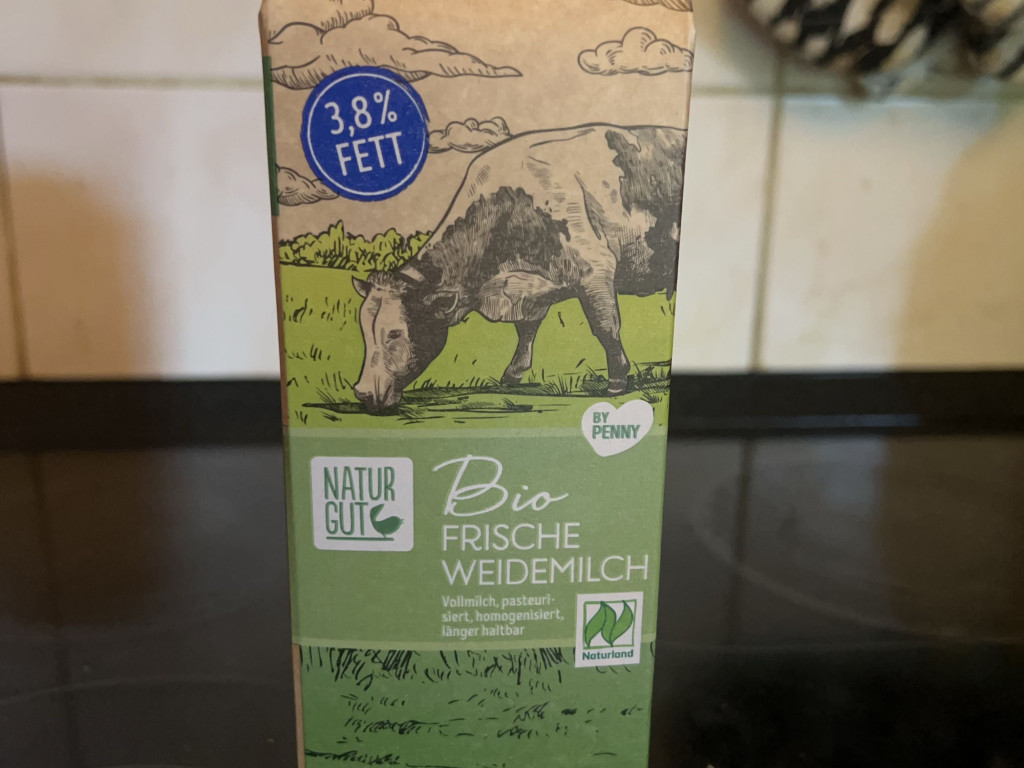 3,8%
FETT
BY
PENNY
NATUR
GUT
Bio
FRISCHE
WEIDEMILCH
Vollmilch, pasteuri-
siert, homogenisiert,
länger haltbar
Naturland